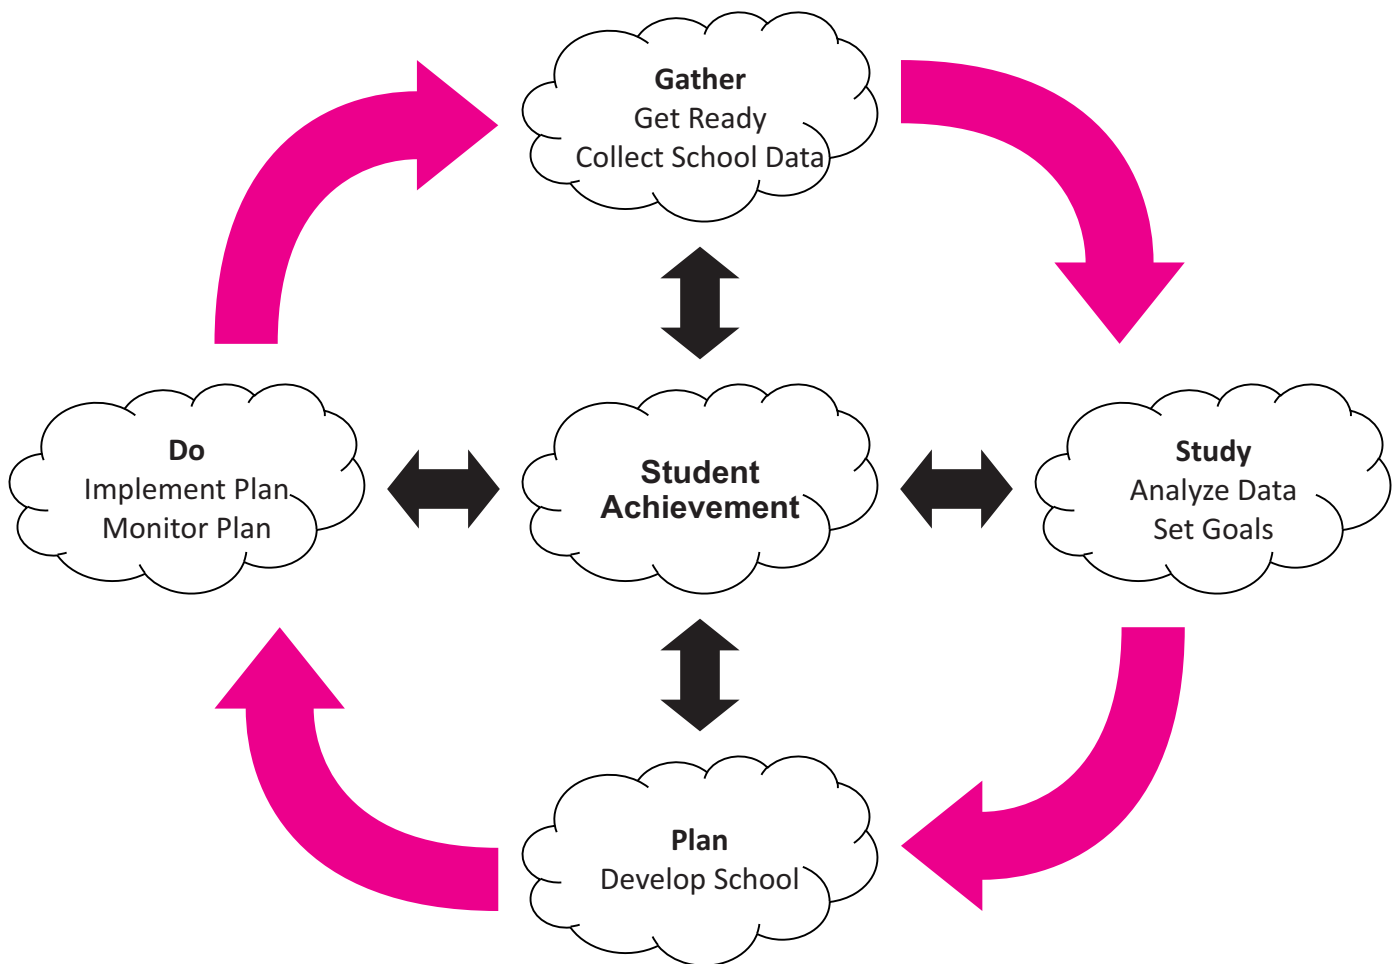 Gather
Get Ready
Collect School Data
Do
Implement Plan
Monitor Plan
Student
Achievement
Study
Analyze Data
Set Goals
Plan
Develop School